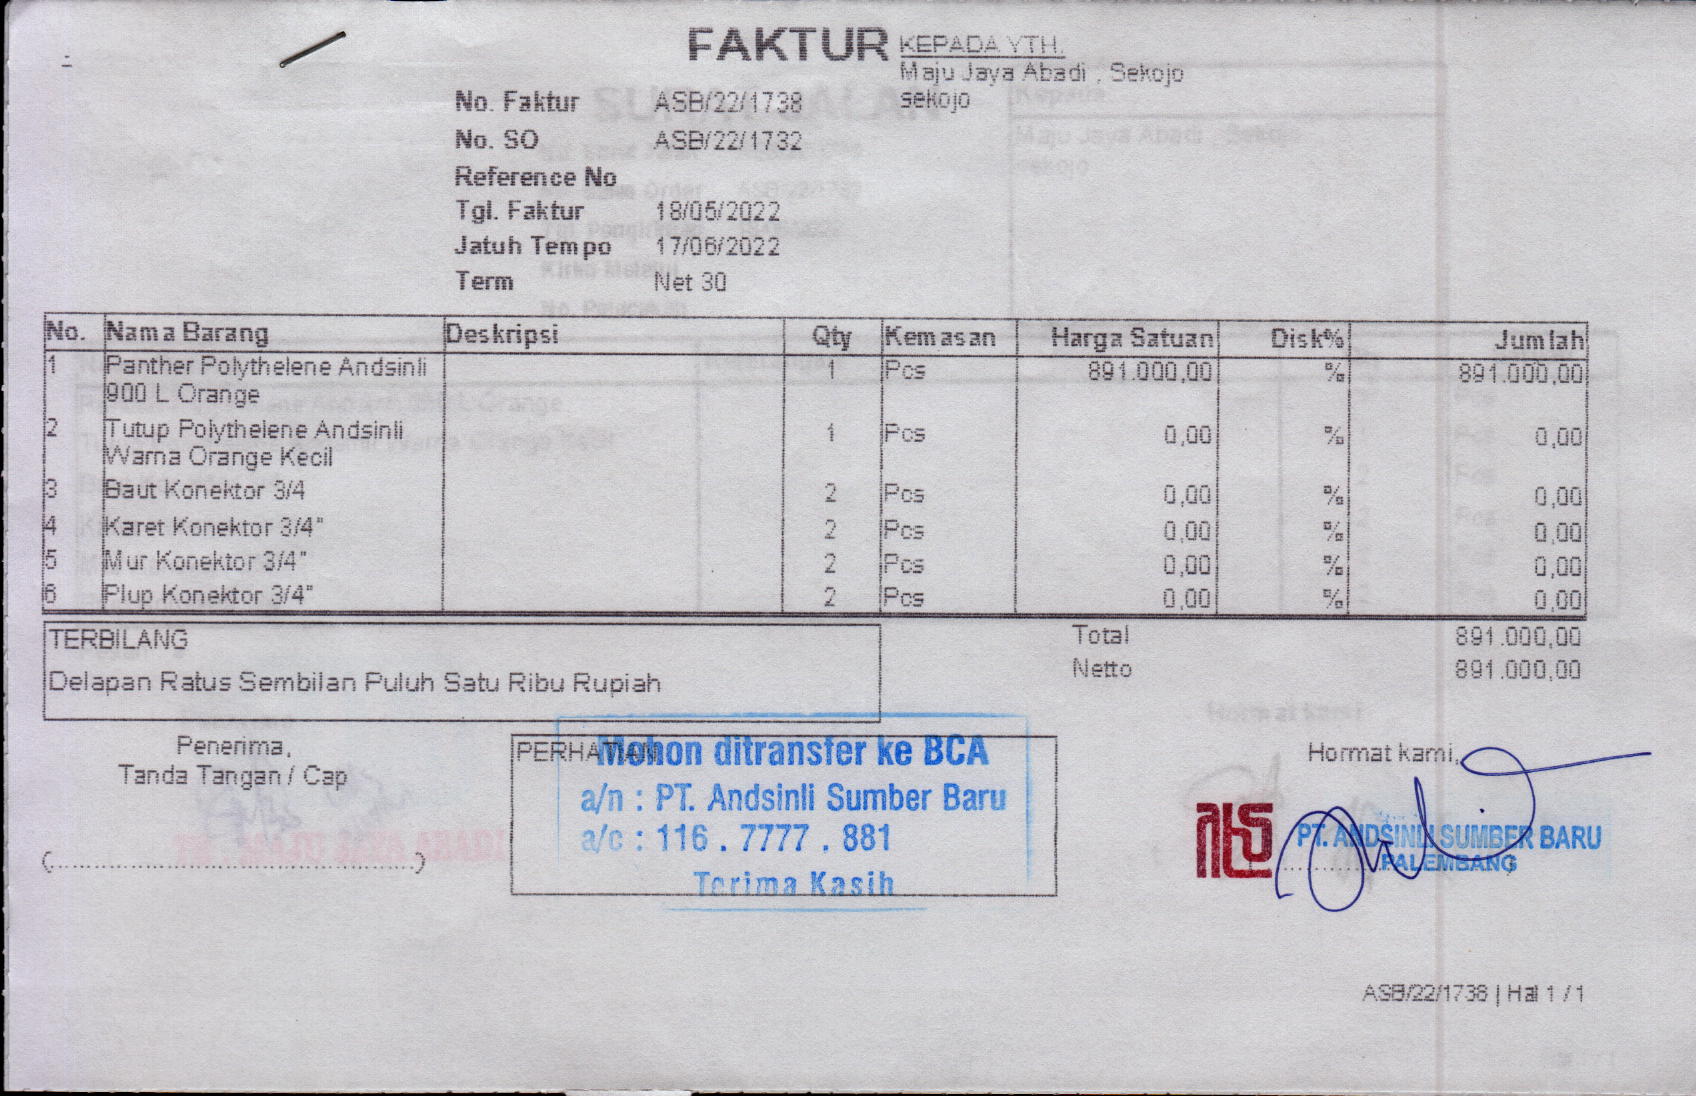 FAKTUR
KEPADA YTH.
Maju Jaya Abadi , Sekojo
sekojo
No. Faktur ASB/22/1738
No. SO ASB/22/1732
Reference No
Tgl. Faktur 18/05/2022
Jatuh Tempo 17/06/2022
Term Net 30
No. Nama Barang Deskripsi Qty Kemasan Harga Satuan Disk% Jumlah
1 Panther Polythelene Andsinli 1 Pcs 891.000,00 % 891.000,00
900 L Orange
2 Tutup Polythelene Andsinli 1 Pcs 0,00 % 0,00
Warna Orange Kecil
3 Baut Konektor 3/4 2 Pcs 0,00 % 0,00
4 Karet Konektor 3/4" 2 Pcs 0,00 % 0,00
5 Mur Konektor 3/4" 2 Pcs 0,00 % 0,00
6 Plup Konektor 3/4" 2 Pcs 0,00 % 0,00
TERBILANG
Delapan Ratus Sembilan Puluh Satu Ribu Rupiah
Total 891.000,00
Netto 891.000,00
Penerima,
Tanda Tangan / Cap
(................................................)
PERHATIAN
Mohon ditransfer ke BCA
a/n : PT. Andsinli Sumber Baru
a/c : 116 . 7777 . 881
Terima Kasih
Hormat kami,
PT. ANDSINLI SUMBER BARU
PALEMBANG
ASB/22/1738 | Hal 1 / 1